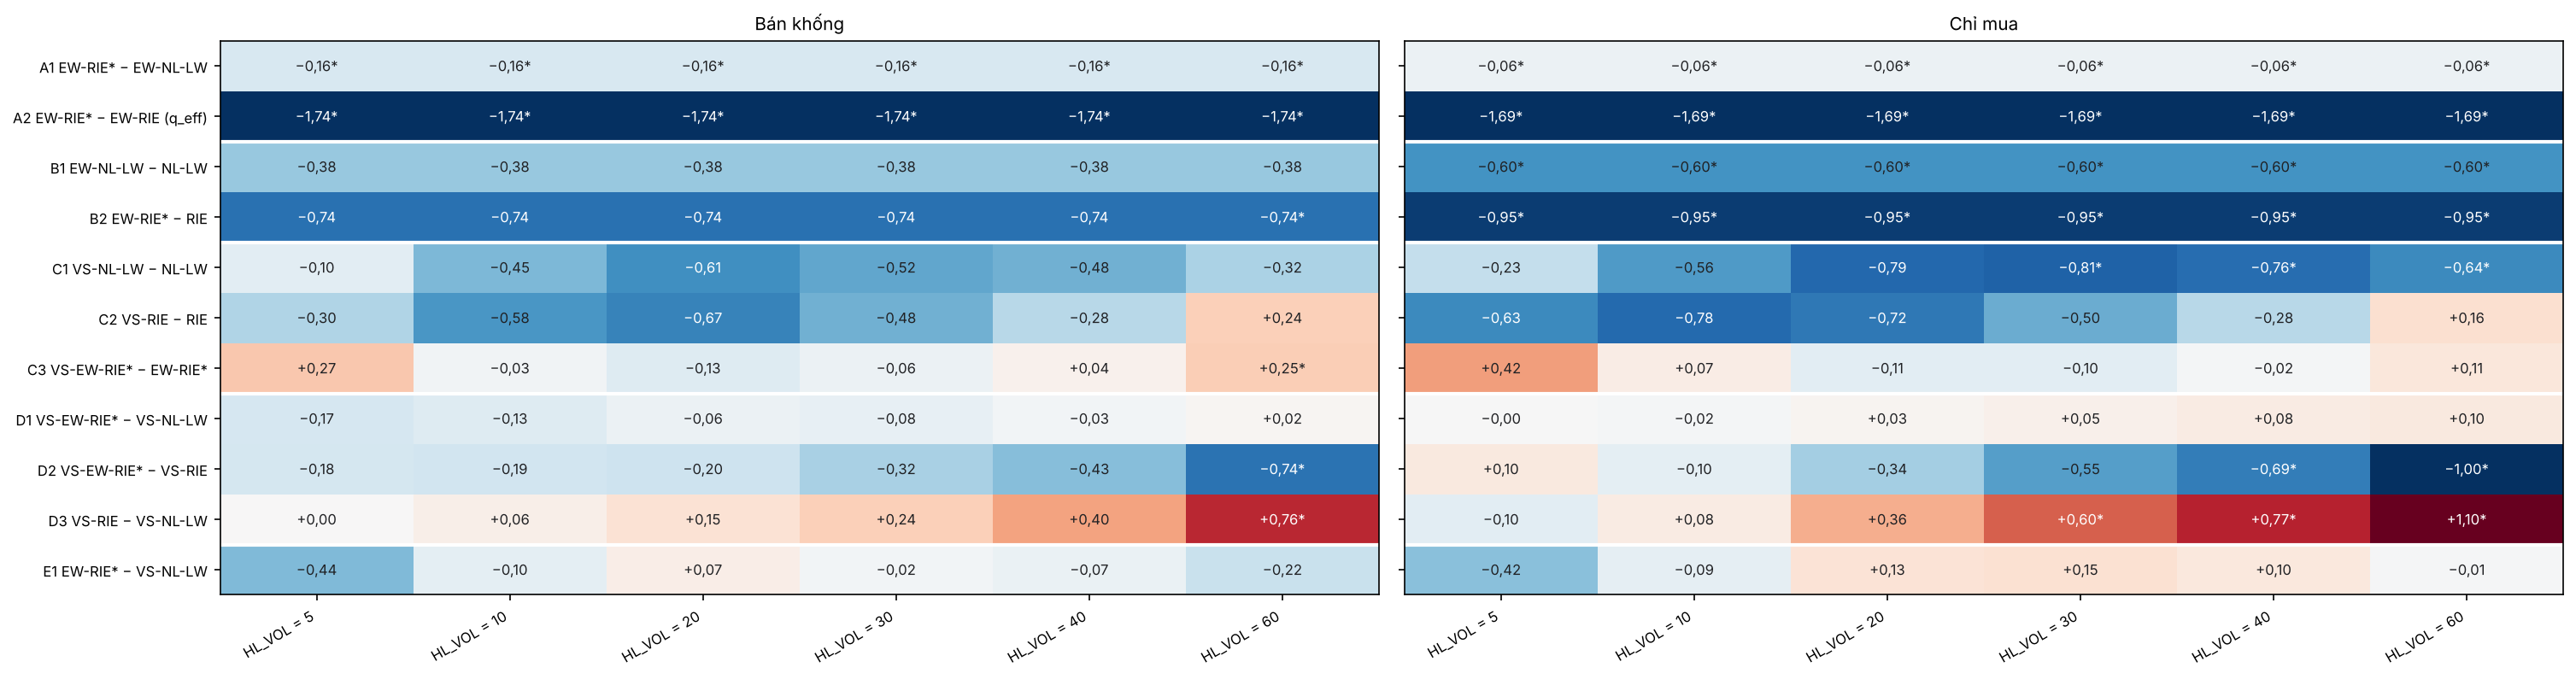 Bán khống
Chỉ mua
A1 EW-RIE* − EW-NL-LW −0,16* −0,16* −0,16* −0,16* −0,16* −0,16* −0,06* −0,06* −0,06* −0,06* −0,06* −0,06*
A2 EW-RIE* − EW-RIE (q_eff) −1,74* −1,74* −1,74* −1,74* −1,74* −1,74* −1,69* −1,69* −1,69* −1,69* −1,69* −1,69*
B1 EW-NL-LW − NL-LW −0,38 −0,38 −0,38 −0,38 −0,38 −0,38 −0,60* −0,60* −0,60* −0,60* −0,60* −0,60*
B2 EW-RIE* − RIE −0,74 −0,74 −0,74 −0,74 −0,74 −0,74* −0,95* −0,95* −0,95* −0,95* −0,95* −0,95*
C1 VS-NL-LW − NL-LW −0,10 −0,45 −0,61 −0,52 −0,48 −0,32 −0,23 −0,56 −0,79 −0,81* −0,76* −0,64*
C2 VS-RIE − RIE −0,30 −0,58 −0,67 −0,48 −0,28 +0,24 −0,63 −0,78 −0,72 −0,50 −0,28 +0,16
C3 VS-EW-RIE* − EW-RIE* +0,27 −0,03 −0,13 −0,06 +0,04 +0,25* +0,42 +0,07 −0,11 −0,10 −0,02 +0,11
D1 VS-EW-RIE* − VS-NL-LW −0,17 −0,13 −0,06 −0,08 −0,03 +0,02 −0,00 −0,02 +0,03 +0,05 +0,08 +0,10
D2 VS-EW-RIE* − VS-RIE −0,18 −0,19 −0,20 −0,32 −0,43 −0,74* +0,10 −0,10 −0,34 −0,55 −0,69* −1,00*
D3 VS-RIE − VS-NL-LW +0,00 +0,06 +0,15 +0,24 +0,40 +0,76* −0,10 +0,08 +0,36 +0,60* +0,77* +1,10*
E1 EW-RIE* − VS-NL-LW −0,44 −0,10 +0,07 −0,02 −0,07 −0,22 −0,42 −0,09 +0,13 +0,15 +0,10 −0,01
HL_VOL = 5 HL_VOL = 10 HL_VOL = 20 HL_VOL = 30 HL_VOL = 40 HL_VOL = 60 HL_VOL = 5 HL_VOL = 10 HL_VOL = 20 HL_VOL = 30 HL_VOL = 40 HL_VOL = 60